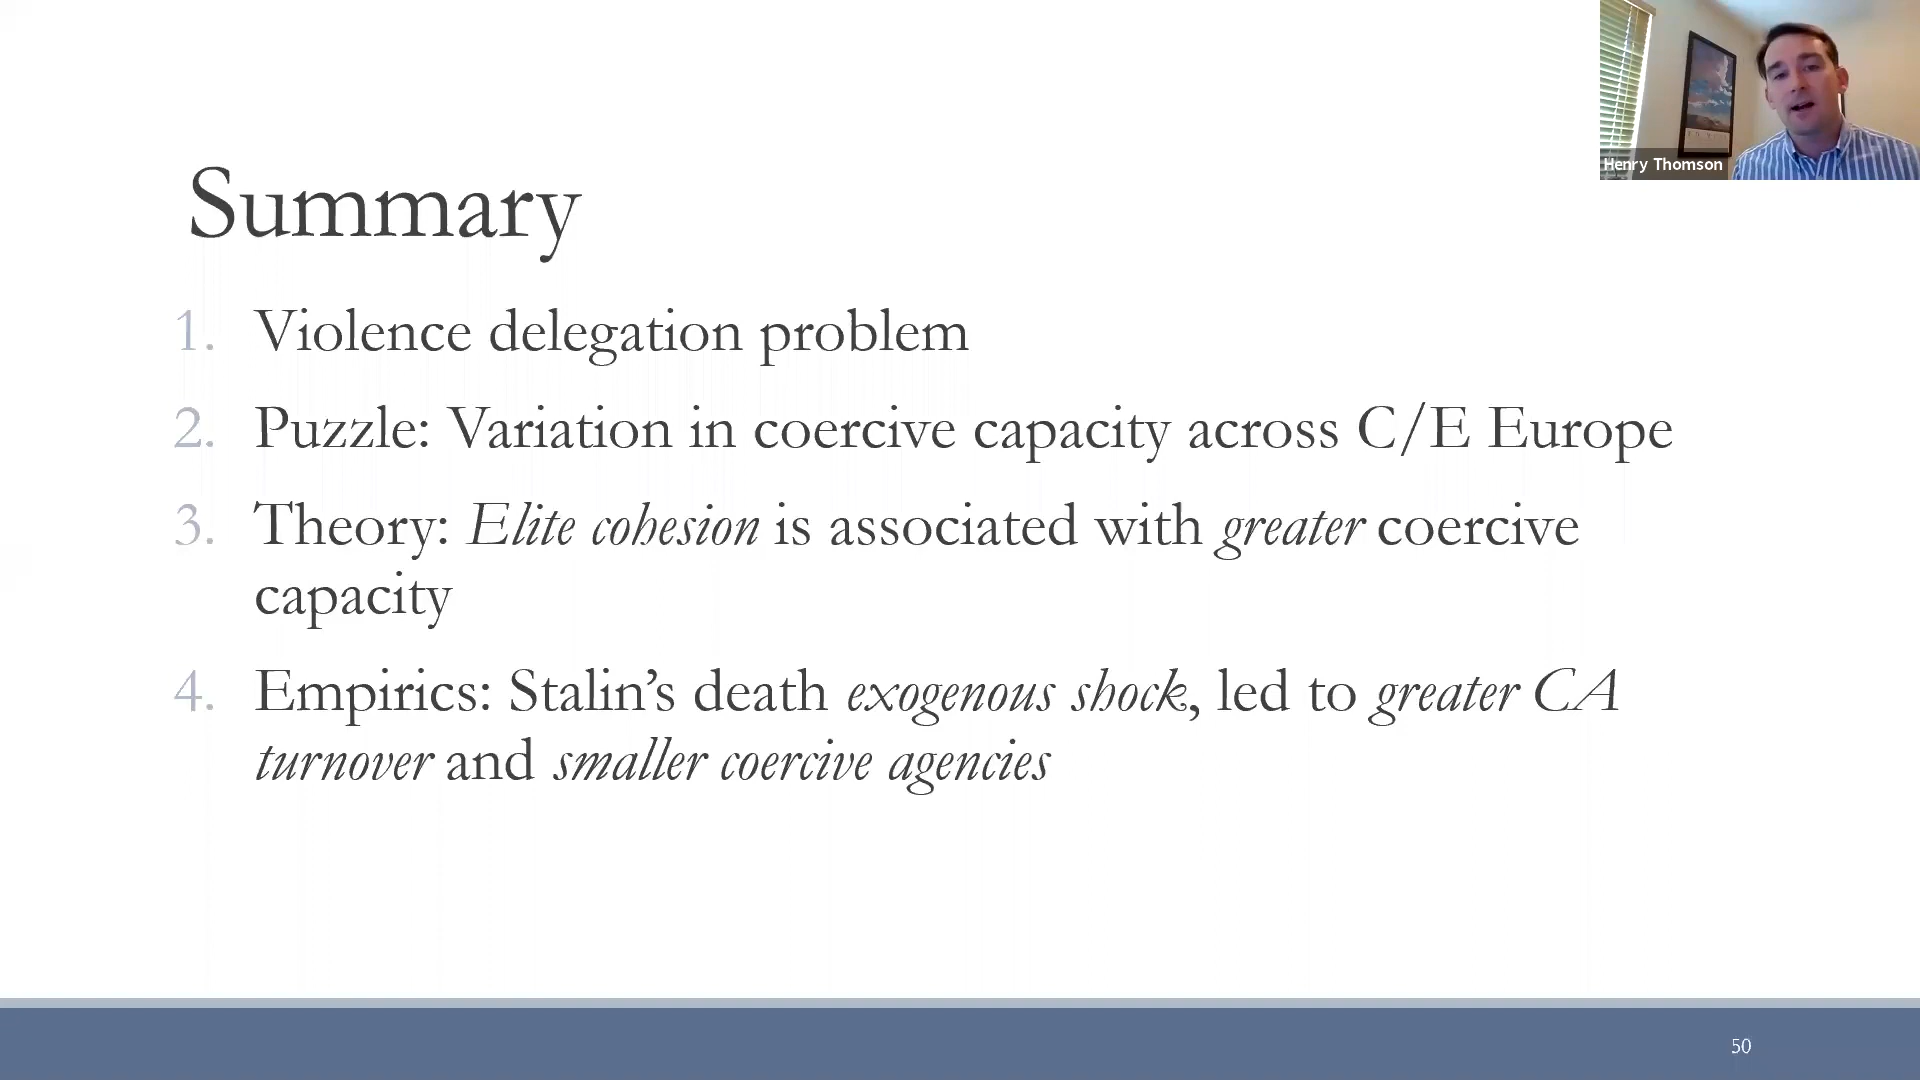 Henry Thomson
Summary
1. Violence delegation problem
2. Puzzle: Variation in coercive capacity across C/E Europe
3. Theory: Elite cohesion is associated with greater coercive
capacity
4. Empirics: Stalin’s death exogenous shock, led to greater CA
turnover and smaller coercive agencies
50